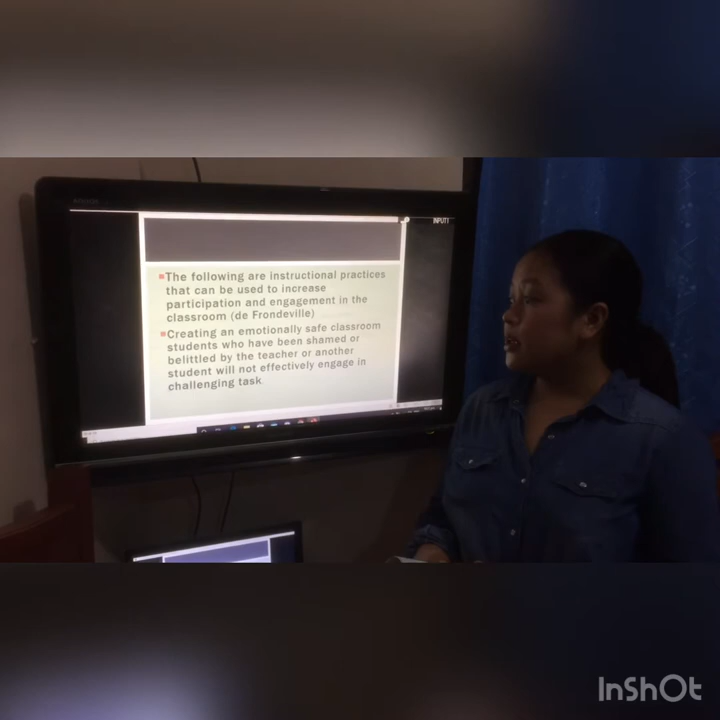 INPUT1
The following are instructional practices
that can be used to increase
participation and engagement in the
classroom (de Frondeville)
Creating an emotionally safe classroom
students who have been shamed or
belittled by the teacher or another
student will not effectively engage in
challenging task
InShOt